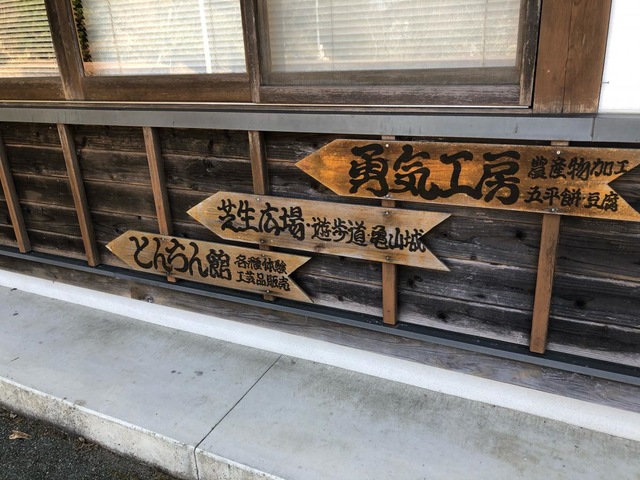 勇気工房
農産物加工
五平餅・豆腐
芝生広場・遊歩道・亀山城
とんちん館
各種体験
工芸品販売